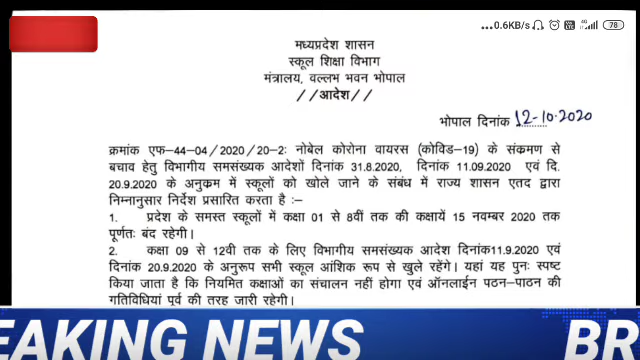 ...0.6KB/s 4G 78
मध्यप्रदेश शासन
स्कूल शिक्षा विभाग
मंत्रालय, वल्लभ भवन भोपाल
//आदेश//
भोपाल दिनांक 12-10-2020
क्रमांक एफ-44-04/2020/20-2: नोबेल कोरोना वायरस (कोविड-19) के संकमण से
बचाव हेतु विभागीय समसंख्यक आदेशों दिनांक 31.8.2020, दिनांक 11.09.2020 एवं दि.
20.9.2020 के अनुकम में स्कूलों को खोले जाने के संबंध में राज्य शासन एतद द्वारा
निम्नानुसार निर्देश प्रसारित करता है :–
1. प्रदेश के समस्त स्कूलों में कक्षा 01 से 8वीं तक की कक्षायें 15 नवम्बर 2020 तक
पूर्णतः बंद रहेगी।
2. कक्षा 09 से 12वी तक के लिए विभागीय समसंख्यक आदेश दिनांक11.9.2020 एवं
दिनांक 20.9.2020 के अनुरूप सभी स्कूल आंशिक रूप से खुले रहेंगे। यहां यह पुनः स्पष्ट
किया जाता है कि नियमित कक्षाओं का संचालन नहीं होगा एवं ऑनलाईन पठन-पाठन की
गतिविधियां पूर्व की तरह जारी रहेगी।
EAKING NEWS BR